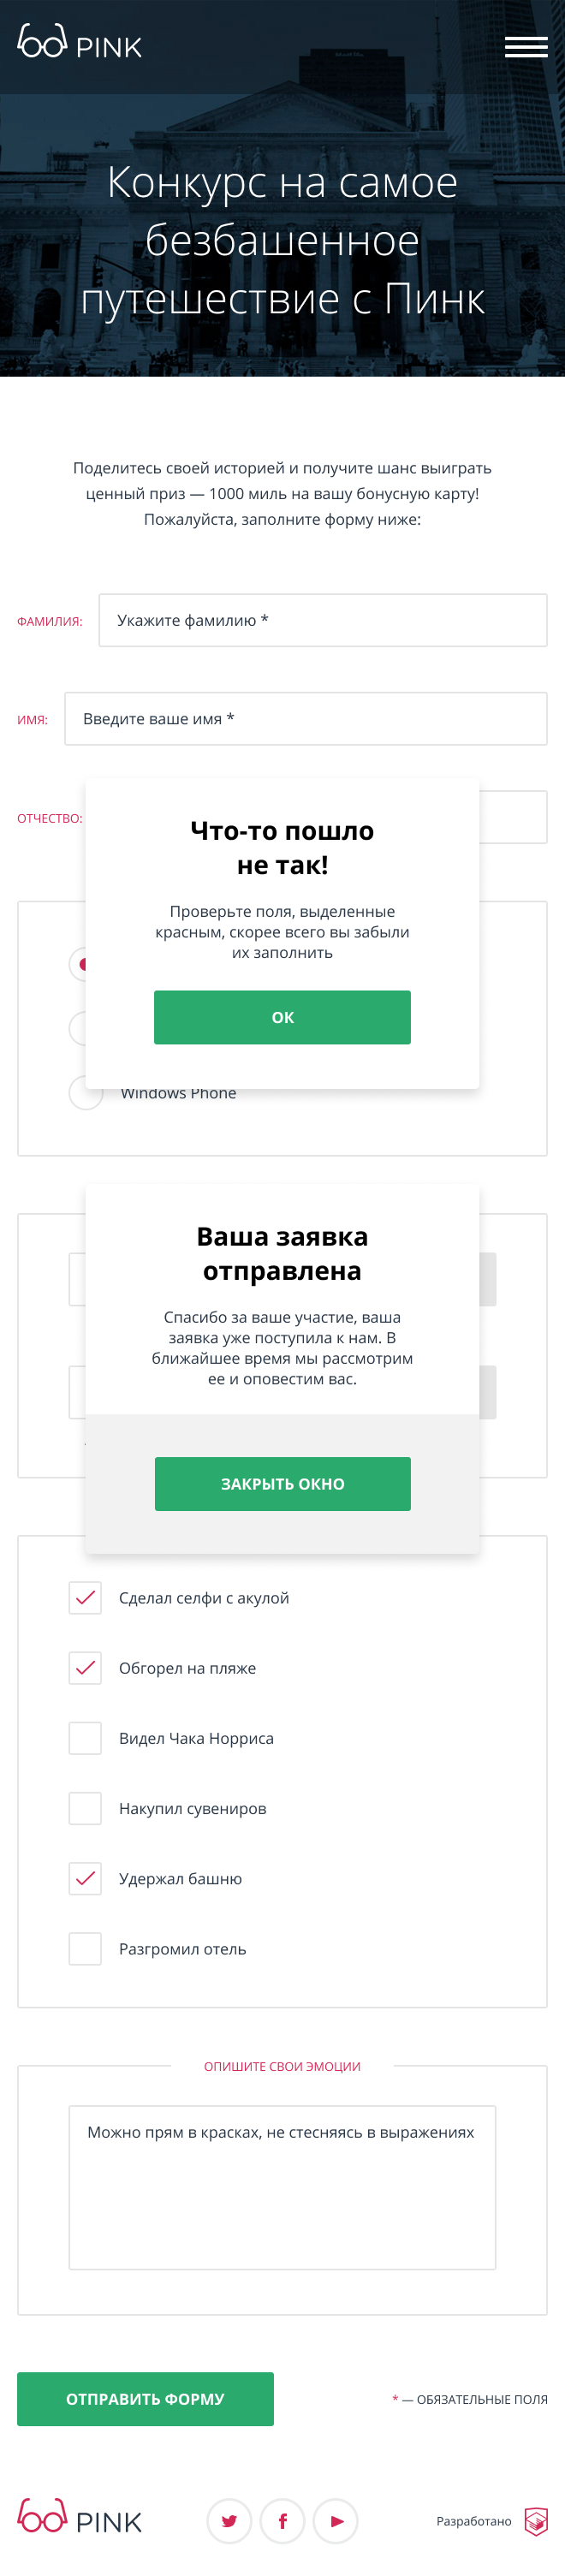 PINK
Конкурс на самое
безбашенное
путешествие с Пинк
Поделитесь своей историей и получите шанс выиграть
ценный приз — 1000 миль на вашу бонусную карту!
Пожалуйста, заполните форму ниже:
ФАМИЛИЯ:
Укажите фамилию *
ИМЯ:
Введите ваше имя *
ОТЧЕСТВО:
Что-то пошло
не так!
Проверьте поля, выделенные
красным, скорее всего вы забыли
их заполнить
ОК
Windows Phone
Ваша заявка
отправлена
Спасибо за ваше участие, ваша
заявка уже поступила к нам. В
ближайшее время мы рассмотрим
ее и оповестим вас.
ЗАКРЫТЬ ОКНО
Сделал селфи с акулой
Обгорел на пляже
Видел Чака Норриса
Накупил сувениров
Удержал башню
Разгромил отель
ОПИШИТЕ СВОИ ЭМОЦИИ
Можно прям в красках, не стесняясь в выражениях
ОТПРАВИТЬ ФОРМУ
* — ОБЯЗАТЕЛЬНЫЕ ПОЛЯ
PINK
Разработано